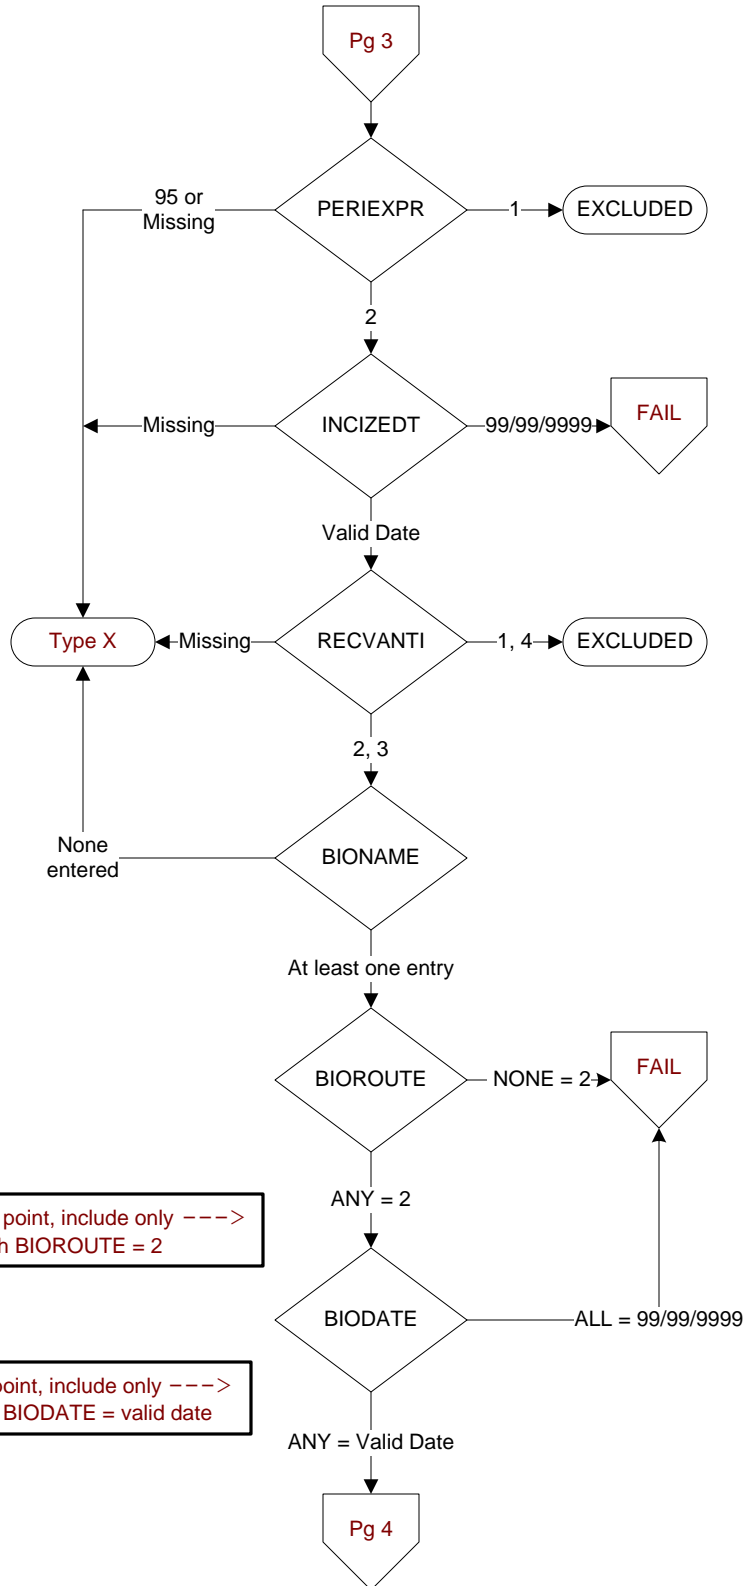 Pg 3
95 or
Missing
PERIEXPR
1
EXCLUDED
2
Missing
INCIZEDT
99/99/9999
FAIL
Valid Date
Type X
Missing
RECVANTI
1, 4
EXCLUDED
2, 3
None
entered
BIONAME
At least one entry
BIOROUTE
NONE = 2
FAIL
ANY = 2
point, include only --->
BIOROUTE = 2
BIODATE
ALL = 99/99/9999
point, include only --->
BIODATE = valid date
ANY = Valid Date
Pg 4